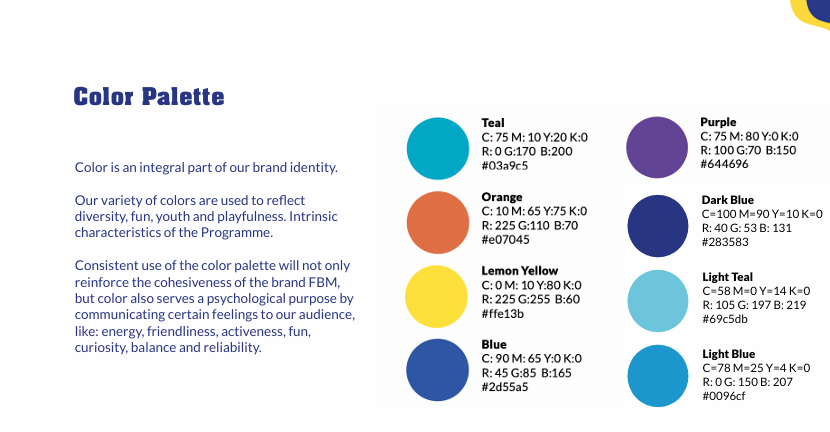 Color Palette
Color is an integral part of our brand identity.
Our variety of colors are used to reflect
diversity, fun, youth and playfulness. Intrinsic
characteristics of the Programme.
Consistent use of the color palette will not only
reinforce the cohesiveness of the brand FBM,
but color also serves a psychological purpose by
communicating certain feelings to our audience,
like: energy, friendliness, activeness, fun,
curiosity, balance and reliability.
Teal
C: 75 M: 10 Y:20 K:0
R: 0 G:170 B:200
#03a9c5
Orange
C: 10 M: 65 Y:75 K:0
R: 225 G:110 B:70
#e07045
Lemon Yellow
C: 0 M: 10 Y:80 K:0
R: 225 G:255 B:60
#ffe13b
Blue
C: 90 M: 65 Y:0 K:0
R: 45 G:85 B:165
#2d55a5
Purple
C: 75 M: 80 Y:0 K:0
R: 100 G:70 B:150
#644696
Dark Blue
C=100 M=90 Y=10 K=0
R: 40 G: 53 B: 131
#283583
Light Teal
C=58 M=0 Y=14 K=0
R: 105 G: 197 B: 219
#69c5db
Light Blue
C=78 M=25 Y=4 K=0
R: 0 G: 150 B: 207
#0096cf